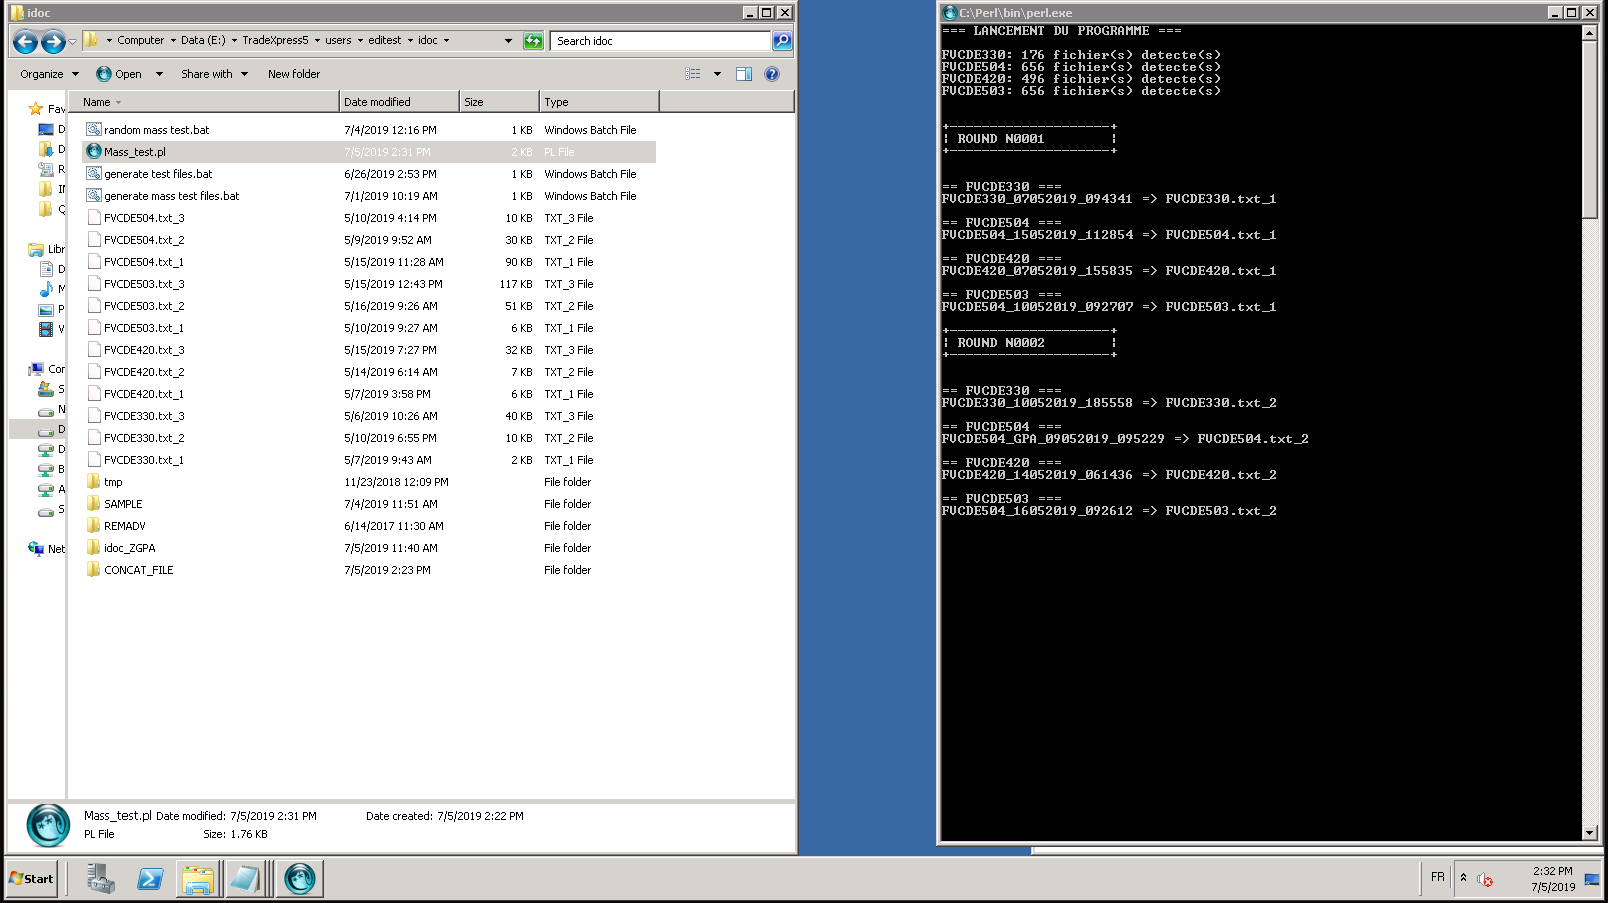 idoc
Computer Data (E:) TradeXpress5 users editest idoc
Search idoc
Organize Open Share with New folder
Name Date modified Size Type
random mass test.bat 7/4/2019 12:16 PM 1 KB Windows Batch File
Mass_test.pl 7/5/2019 2:31 PM 2 KB PL File
generate test files.bat 6/26/2019 2:53 PM 1 KB Windows Batch File
generate mass test files.bat 7/1/2019 10:19 AM 1 KB Windows Batch File
FVCDE504.txt_3 5/10/2019 4:14 PM 10 KB TXT_3 File
FVCDE504.txt_2 5/9/2019 9:52 AM 30 KB TXT_2 File
FVCDE504.txt_1 5/15/2019 11:28 AM 90 KB TXT_1 File
FVCDE503.txt_3 5/15/2019 12:43 PM 117 KB TXT_3 File
FVCDE503.txt_2 5/16/2019 9:26 AM 51 KB TXT_2 File
FVCDE503.txt_1 5/10/2019 9:27 AM 6 KB TXT_1 File
FVCDE420.txt_3 5/15/2019 7:27 PM 32 KB TXT_3 File
FVCDE420.txt_2 5/14/2019 6:14 AM 7 KB TXT_2 File
FVCDE420.txt_1 5/7/2019 3:58 PM 6 KB TXT_1 File
FVCDE330.txt_3 5/6/2019 10:26 AM 40 KB TXT_3 File
FVCDE330.txt_2 5/10/2019 6:55 PM 10 KB TXT_2 File
FVCDE330.txt_1 5/7/2019 9:43 AM 2 KB TXT_1 File
tmp 11/23/2018 12:09 PM File folder
SAMPLE 7/4/2019 11:51 AM File folder
REMADV 6/14/2017 11:30 AM File folder
idoc_ZGPA 7/5/2019 11:40 AM File folder
CONCAT_FILE 7/5/2019 2:23 PM File folder
Fav
D
D
R
IN
Q
Libr
D
M
P
V
Con
S
N
D
D
B
A
S
Net
Mass_test.pl Date modified: 7/5/2019 2:31 PM Date created: 7/5/2019 2:22 PM
PL File Size: 1.76 KB
C:\Perl\bin\perl.exe
=== LANCEMENT DU PROGRAMME ===
FVCDE330: 176 fichier(s) detecte(s)
FVCDE504: 656 fichier(s) detecte(s)
FVCDE420: 496 fichier(s) detecte(s)
FVCDE503: 656 fichier(s) detecte(s)
+---------------------+
¦ ROUND N0001 ¦
+---------------------+
== FVCDE330 ===
FVCDE330_07052019_094341 => FVCDE330.txt_1
== FVCDE504 ===
FVCDE504_15052019_112854 => FVCDE504.txt_1
== FVCDE420 ===
FVCDE420_07052019_155835 => FVCDE420.txt_1
== FVCDE503 ===
FVCDE504_10052019_092707 => FVCDE503.txt_1
+---------------------+
¦ ROUND N0002 ¦
+---------------------+
== FVCDE330 ===
FVCDE330_10052019_185558 => FVCDE330.txt_2
== FVCDE504 ===
FVCDE504_GPA_09052019_095229 => FVCDE504.txt_2
== FVCDE420 ===
FVCDE420_14052019_061436 => FVCDE420.txt_2
== FVCDE503 ===
FVCDE504_16052019_092612 => FVCDE503.txt_2
Start
FR
2:32 PM
7/5/2019